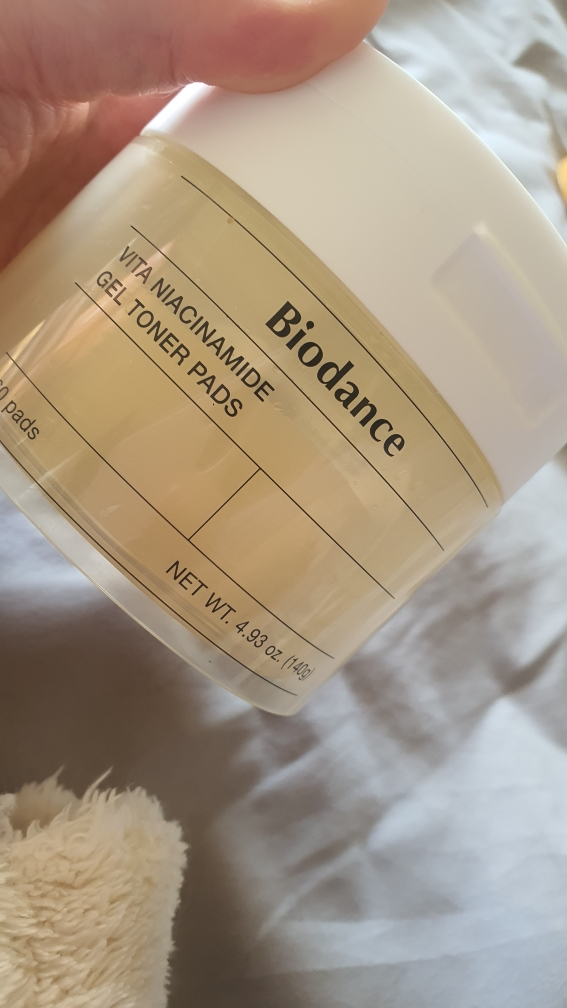 Biodance
VITA NIACINAMIDE
GEL TONER PADS
pads
NET WT. 4.93 oz. (140g)